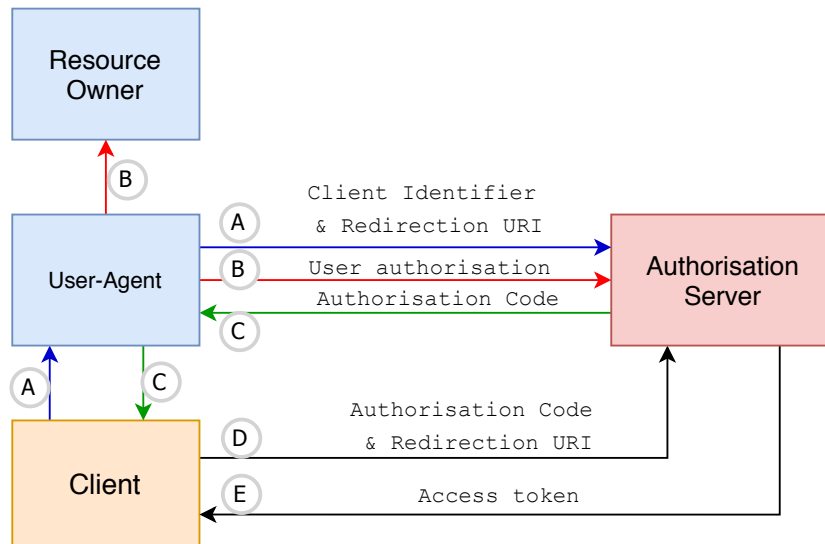 Resource
Owner
B
Client Identifier
A
& Redirection URI
User-Agent
B
User authorisation
Authorisation
Server
Authorisation Code
C
A
C
Authorisation Code
D
& Redirection URI
Client
E
Access token